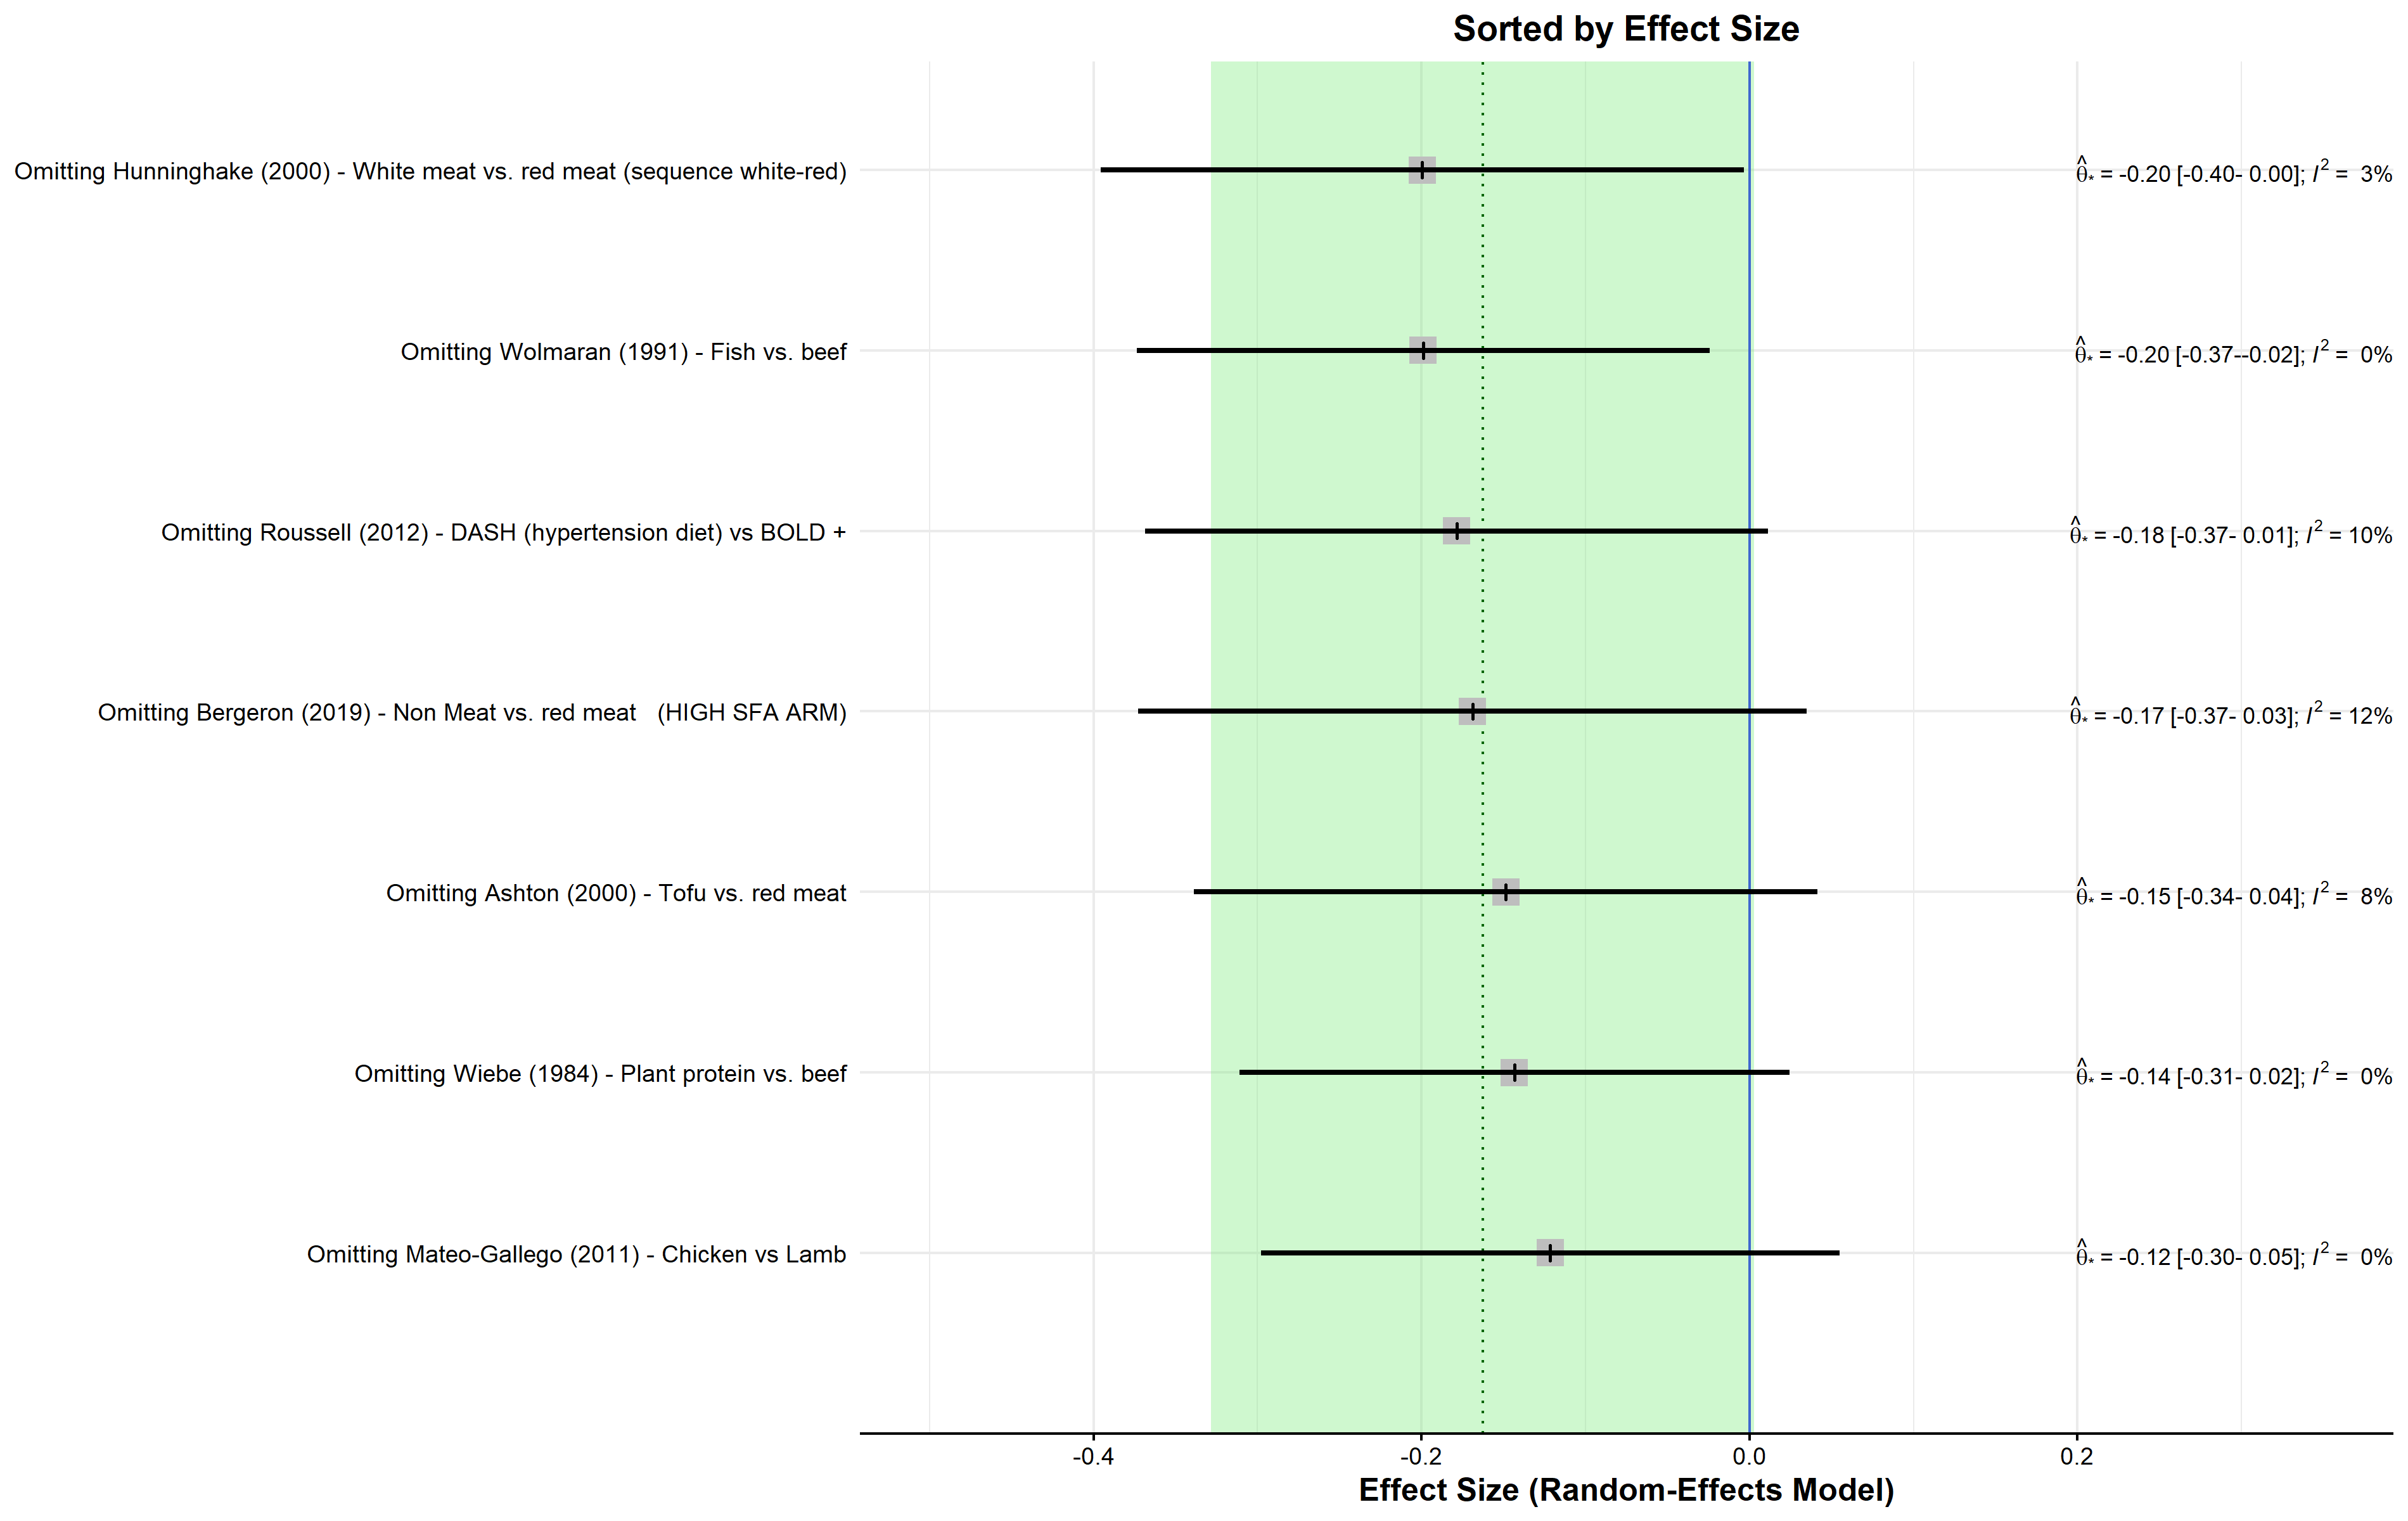 Sorted by Effect Size
Omitting Hunninghake (2000) - White meat vs. red meat (sequence white-red)
θ̂* = -0.20 [-0.40- 0.00]; I² =  3%
Omitting Wolmaran (1991) - Fish vs. beef
θ̂* = -0.20 [-0.37--0.02]; I² =  0%
Omitting Roussell (2012) - DASH (hypertension diet) vs BOLD +
θ̂* = -0.18 [-0.37- 0.01]; I² = 10%
Omitting Bergeron (2019) - Non Meat vs. red meat   (HIGH SFA ARM)
θ̂* = -0.17 [-0.37- 0.03]; I² = 12%
Omitting Ashton (2000) - Tofu vs. red meat
θ̂* = -0.15 [-0.34- 0.04]; I² =  8%
Omitting Wiebe (1984) - Plant protein vs. beef
θ̂* = -0.14 [-0.31- 0.02]; I² =  0%
Omitting Mateo-Gallego (2011) - Chicken vs Lamb
θ̂* = -0.12 [-0.30- 0.05]; I² =  0%
-0.4 -0.2 0.0 0.2
Effect Size (Random-Effects Model)